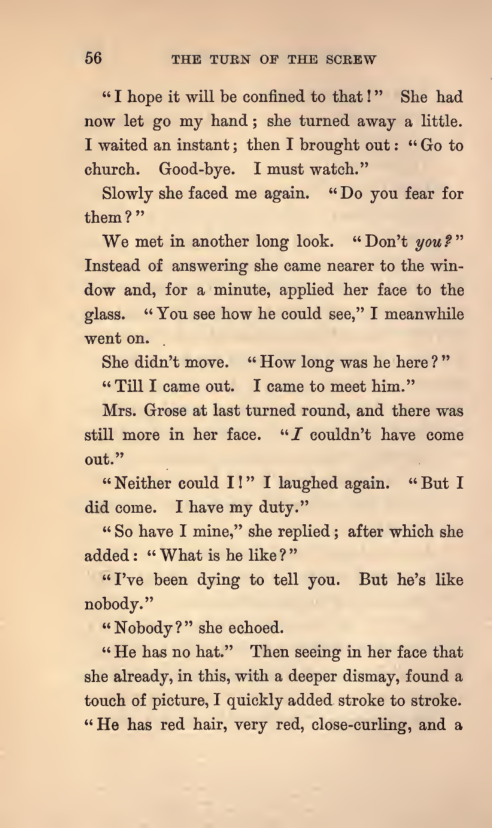 56 THE TURN OF THE SCREW
“I hope it will be confined to that!” She had
now let go my hand; she turned away a little.
I waited an instant; then I brought out: “Go to
church. Good-bye. I must watch.”
Slowly she faced me again. “Do you fear for
them?”
We met in another long look. “Don't you?”
Instead of answering she came nearer to the win-
dow and, for a minute, applied her face to the
glass. “You see how he could see,” I meanwhile
went on.
She didn't move. “How long was he here?”
“Till I came out. I came to meet him.”
Mrs. Grose at last turned round, and there was
still more in her face. “I couldn't have come
out.”
“Neither could I!” I laughed again. “But I
did come. I have my duty.”
“So have I mine,” she replied; after which she
added: “What is he like?”
“I've been dying to tell you. But he's like
nobody.”
“Nobody?” she echoed.
“He has no hat.” Then seeing in her face that
she already, in this, with a deeper dismay, found a
touch of picture, I quickly added stroke to stroke.
“He has red hair, very red, close-curling, and a